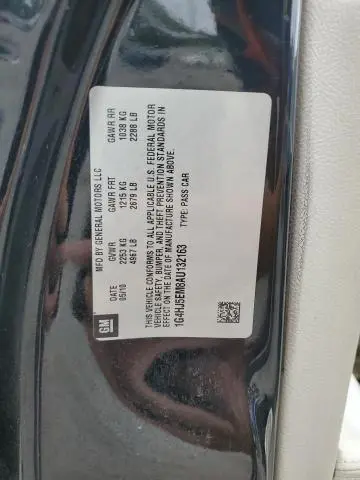 GM
MFD BY GENERAL MOTORS LLC
DATE GVWR GAWR FRT GAWR RR
05/10 2253 KG 1215 KG 1038 KG
4967 LB 2679 LB 2288 LB
THIS VEHICLE CONFORMS TO ALL APPLICABLE U.S. FEDERAL MOTOR
VEHICLE SAFETY, BUMPER, AND THEFT PREVENTION STANDARDS IN
EFFECT ON THE DATE OF MANUFACTURE SHOWN ABOVE.
1G4HJ5EM8AU132163 TYPE: PASS CAR